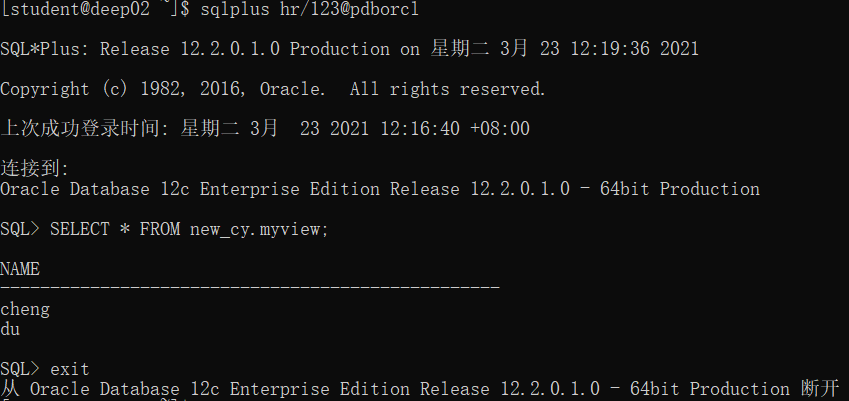 [student@deep02 ~]$ sqlplus hr/123@pdborcl
SQL*Plus: Release 12.2.0.1.0 Production on 星期二 3月 23 12:19:36 2021
Copyright (c) 1982, 2016, Oracle.  All rights reserved.
上次成功登录时间: 星期二 3月  23 2021 12:16:40 +08:00
连接到:
Oracle Database 12c Enterprise Edition Release 12.2.0.1.0 - 64bit Production
SQL> SELECT * FROM new_cy.myview;
NAME
--------------------------------------------------
cheng
du
SQL> exit
从 Oracle Database 12c Enterprise Edition Release 12.2.0.1.0 - 64bit Production 断开